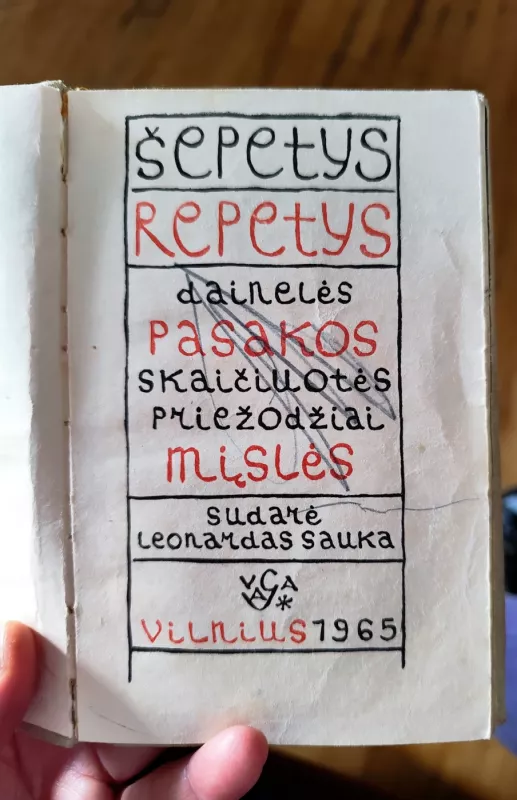 šepetys
Repetys
dainelės
Pasakos
skaičiuotės
Priežodžiai
mįslės
sudarė
Leonardas Sauka
VAGA
Vilnius 1965